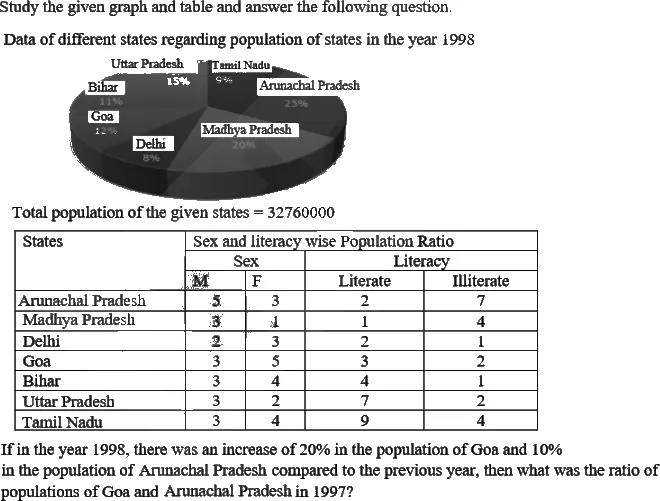 Study the given graph and table and answer the following question.
Data of different states regarding population of states in the year 1998
Uttar Pradesh 15% Tamil Nadu 9%
Bihar 11% Arunachal Pradesh 25%
Goa 12% Madhya Pradesh 20%
Delhi 8%
Total population of the given states = 32760000
States Sex and literacy wise Population Ratio
Sex Literacy
M F Literate Illiterate
Arunachal Pradesh 5 3 2 7
Madhya Pradesh 3 1 1 4
Delhi 2 3 2 1
Goa 3 5 3 2
Bihar 3 4 4 1
Uttar Pradesh 3 2 7 2
Tamil Nadu 3 4 9 4
If in the year 1998, there was an increase of 20% in the population of Goa and 10%
in the population of Arunachal Pradesh compared to the previous year, then what was the ratio of
populations of Goa and Arunachal Pradesh in 1997?